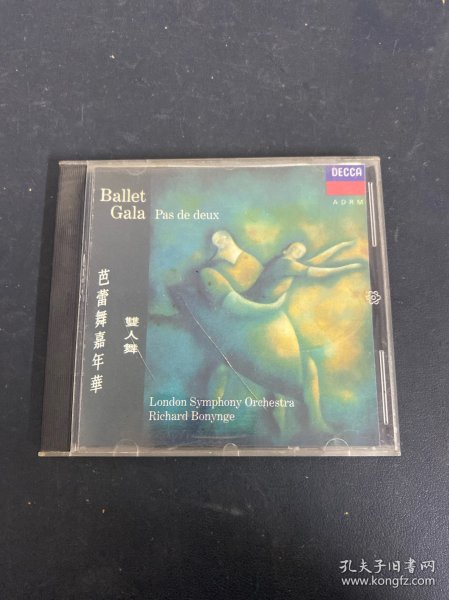 DECCA
ADRM
Ballet
Gala
Pas de deux
芭蕾舞嘉年華
雙人舞
London Symphony Orchestra
Richard Bonynge
孔夫子旧书网
www.kongfz.com